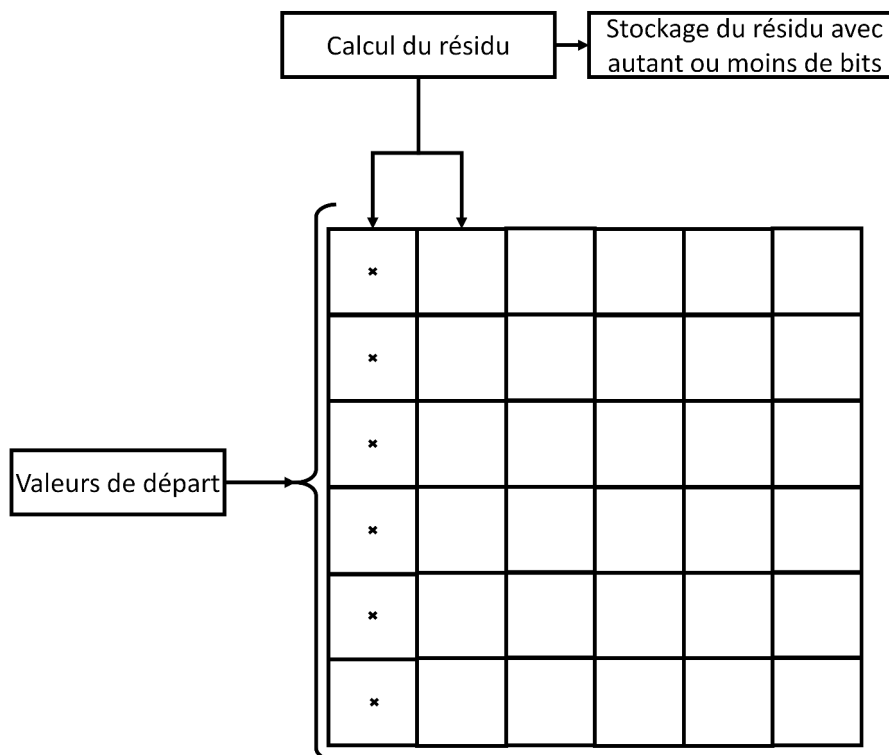 Calcul du résidu
Stockage du résidu avec
autant ou moins de bits
Valeurs de départ